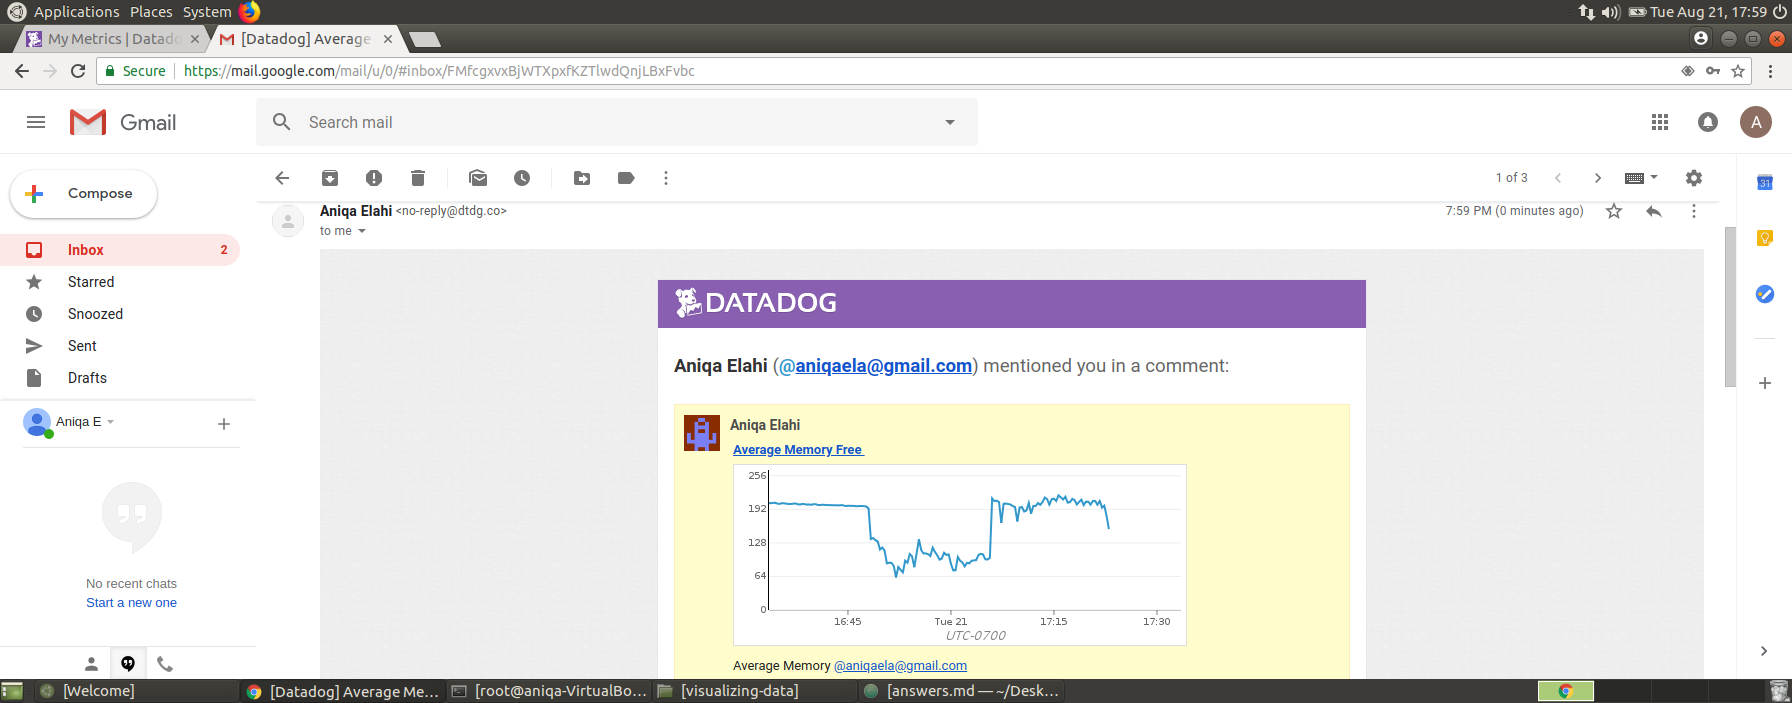 Applications Places System Tue Aug 21, 17:59
My Metrics | Datado [Datadog] Average
Secure https://mail.google.com/mail/u/0/#inbox/FMfcgxvxBjWTXpxfKZTlwdQnjLBxFvbc
Gmail Search mail A
Compose 1 of 3 31
Aniqa Elahi <no-reply@dtdg.co> 7:59 PM (0 minutes ago)
to me
Inbox 2
Starred
Snoozed
Sent
Drafts
Aniqa E
No recent chats
Start a new one
DATADOG
Aniqa Elahi (@aniqaela@gmail.com) mentioned you in a comment:
Aniqa Elahi
Average Memory Free
256
192
128
64
0
16:45 Tue 21 17:15 17:30
UTC-0700
Average Memory @aniqaela@gmail.com
[Welcome] [Datadog] Average Me... [root@aniqa-VirtualBo... [visualizing-data] [answers.md — ~/Desk...